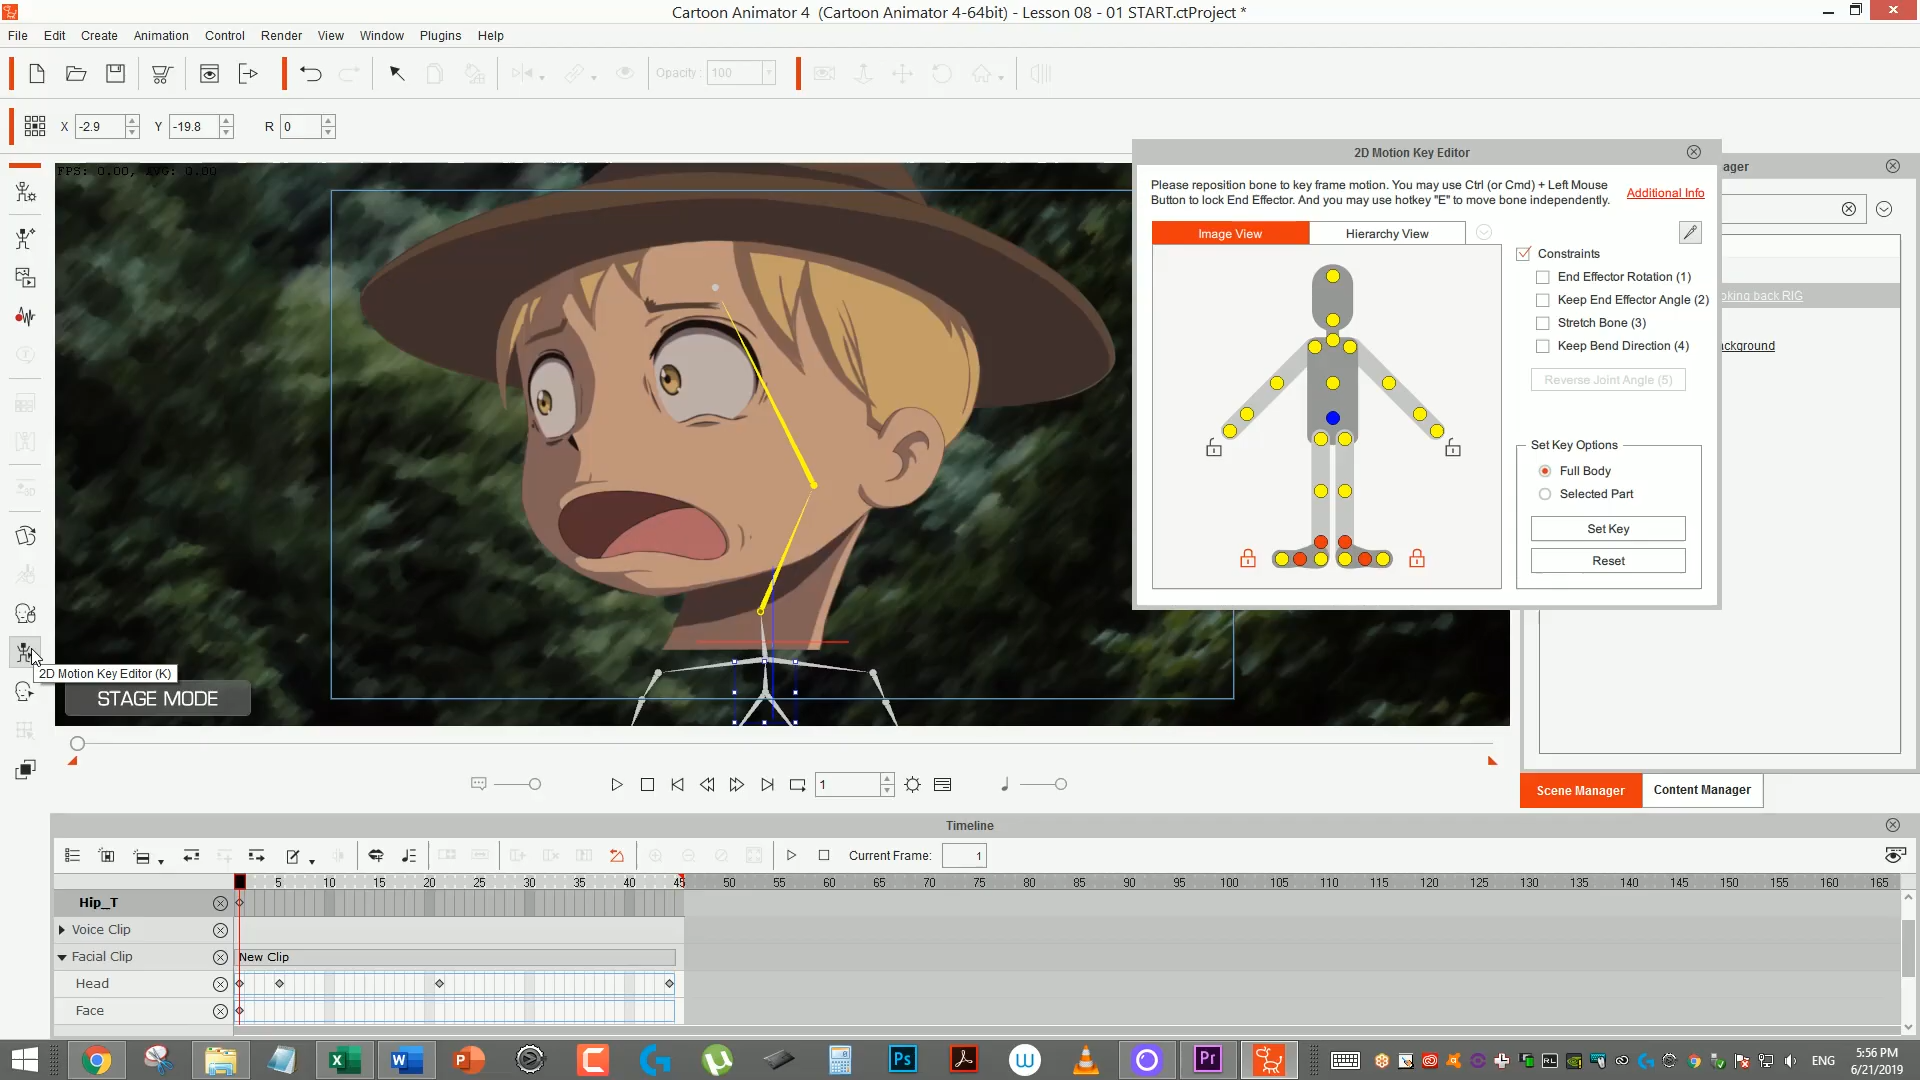 Cartoon Animator 4  (Cartoon Animator 4-64bit) - Lesson 08 - 01 START.ctProject *
File Edit Create Animation Control Render View Window Plugins Help
Opacity : 100
X -2.9 Y -19.8 R 0
FPS: 0.00, AVG: 0.00
2D Motion Key Editor
ager
Please reposition bone to key frame motion. You may use Ctrl (or Cmd) + Left Mouse
Button to lock End Effector. And you may use hotkey "E" to move bone independently.
Additional Info
Image View Hierarchy View
Constraints
End Effector Rotation (1)
Keep End Effector Angle (2)
Stretch Bone (3)
Keep Bend Direction (4)
Reverse Joint Angle (5)
oking back RIG
ackground
Set Key Options
Full Body
Selected Part
Set Key
Reset
2D Motion Key Editor (K)
STAGE MODE
1
Scene Manager Content Manager
Timeline
Current Frame: 1
5 10 15 20 25 30 35 40 45 50 55 60 65 70 75 80 85 90 95 100 105 110 115 120 125 130 135 140 145 150 155 160 165
Hip_T
Voice Clip
Facial Clip New Clip
Head
Face
ENG 5:56 PM
6/21/2019